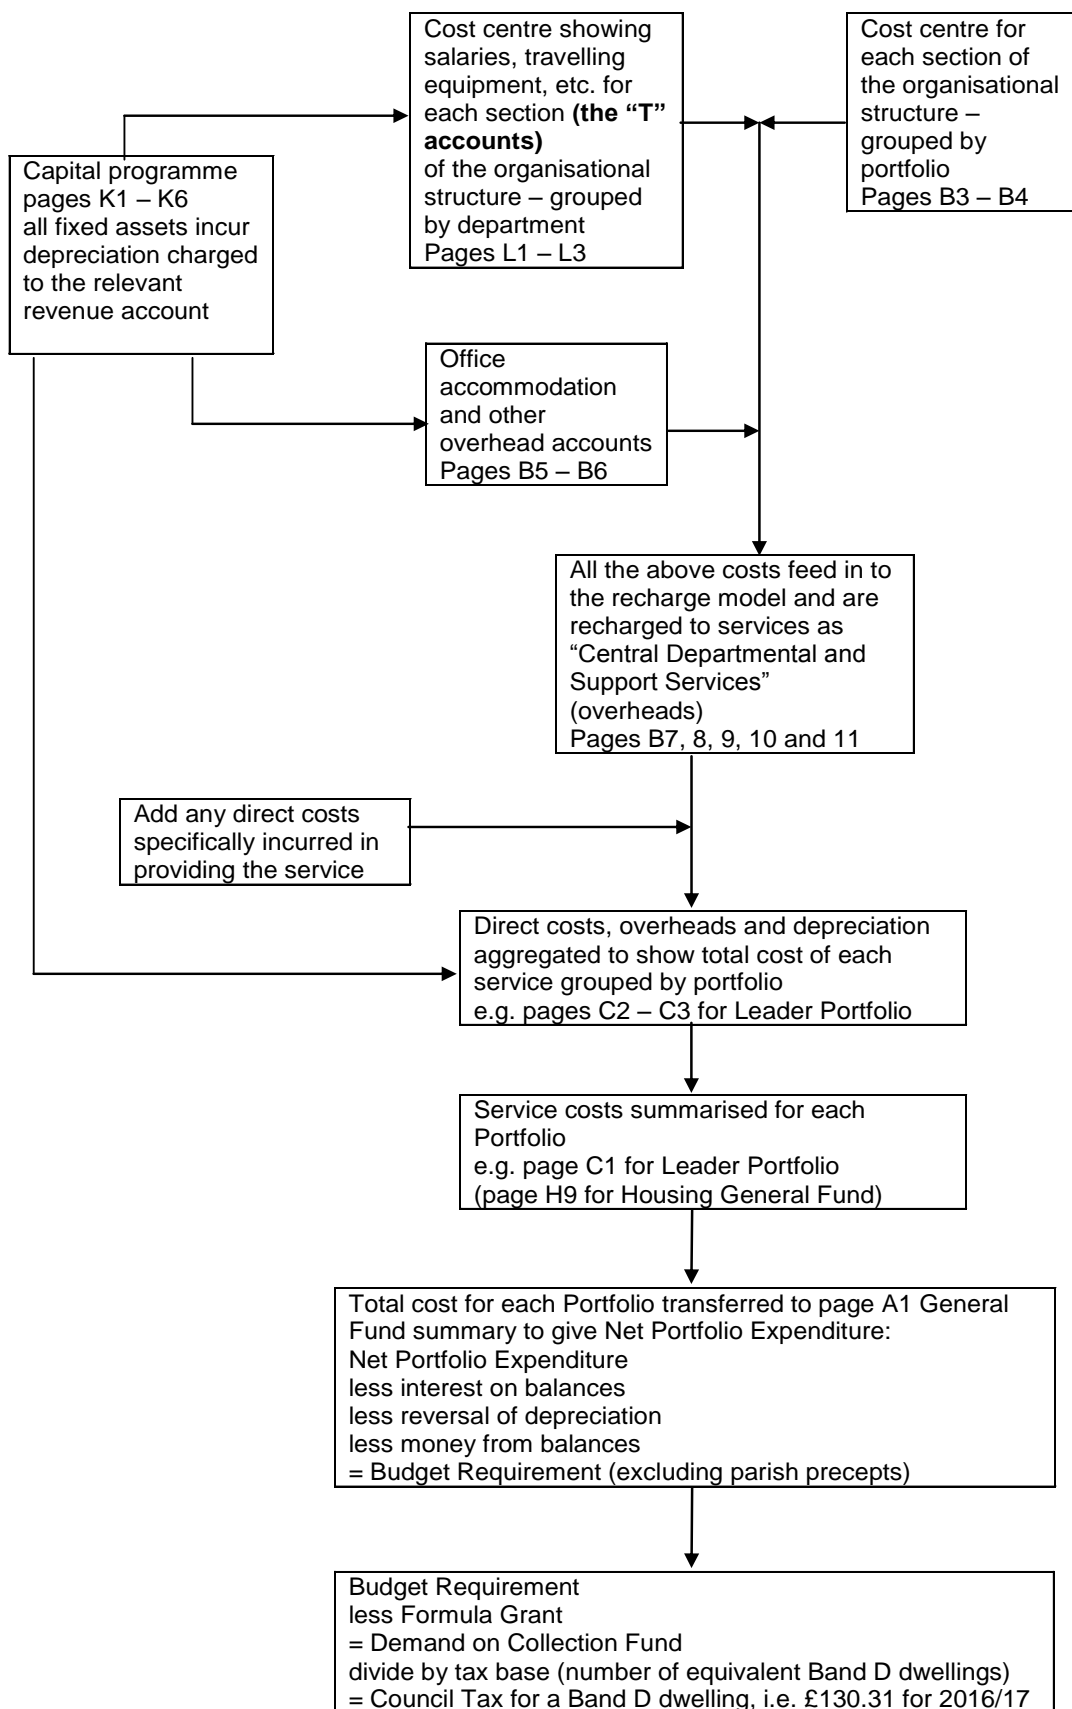 Cost centre showing
salaries, travelling
equipment, etc. for
each section (the “T”
accounts)
of the organisational
structure – grouped
by department
Pages L1 – L3
Cost centre for
each section of
the organisational
structure –
grouped by
portfolio
Pages B3 – B4
Capital programme
pages K1 – K6
all fixed assets incur
depreciation charged
to the relevant
revenue account
Office
accommodation
and other
overhead accounts
Pages B5 – B6
All the above costs feed in to
the recharge model and are
recharged to services as
“Central Departmental and
Support Services”
(overheads)
Pages B7, 8, 9, 10 and 11
Add any direct costs
specifically incurred in
providing the service
Direct costs, overheads and depreciation
aggregated to show total cost of each
service grouped by portfolio
e.g. pages C2 – C3 for Leader Portfolio
Service costs summarised for each
Portfolio
e.g. page C1 for Leader Portfolio
(page H9 for Housing General Fund)
Total cost for each Portfolio transferred to page A1 General
Fund summary to give Net Portfolio Expenditure:
Net Portfolio Expenditure
less interest on balances
less reversal of depreciation
less money from balances
= Budget Requirement (excluding parish precepts)
Budget Requirement
less Formula Grant
= Demand on Collection Fund
divide by tax base (number of equivalent Band D dwellings)
= Council Tax for a Band D dwelling, i.e. £130.31 for 2016/17